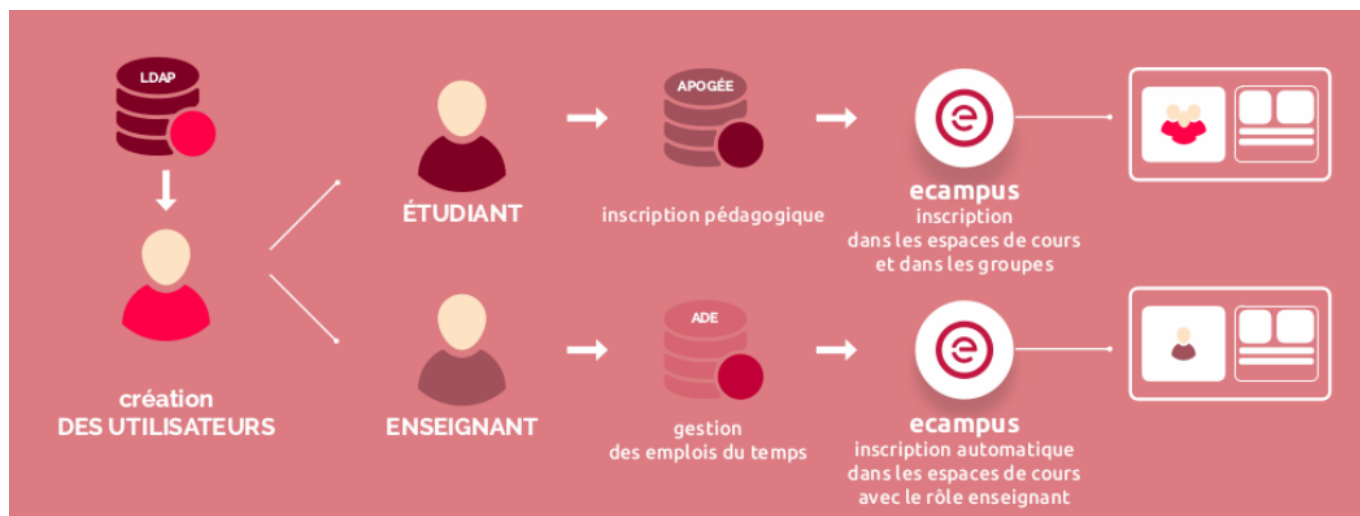 LDAP
création
DES UTILISATEURS
ÉTUDIANT
APOGÉE
inscription pédagogique
ecampus
inscription
dans les espaces de cours
et dans les groupes
ENSEIGNANT
ADE
gestion
des emplois du temps
ecampus
inscription automatique
dans les espaces de cours
avec le rôle enseignant